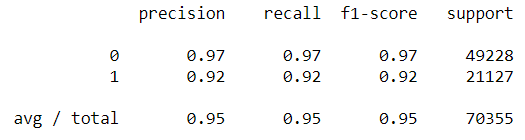 precision recall f1-score support
0 0.97 0.97 0.97 49228
1 0.92 0.92 0.92 21127
avg / total 0.95 0.95 0.95 70355